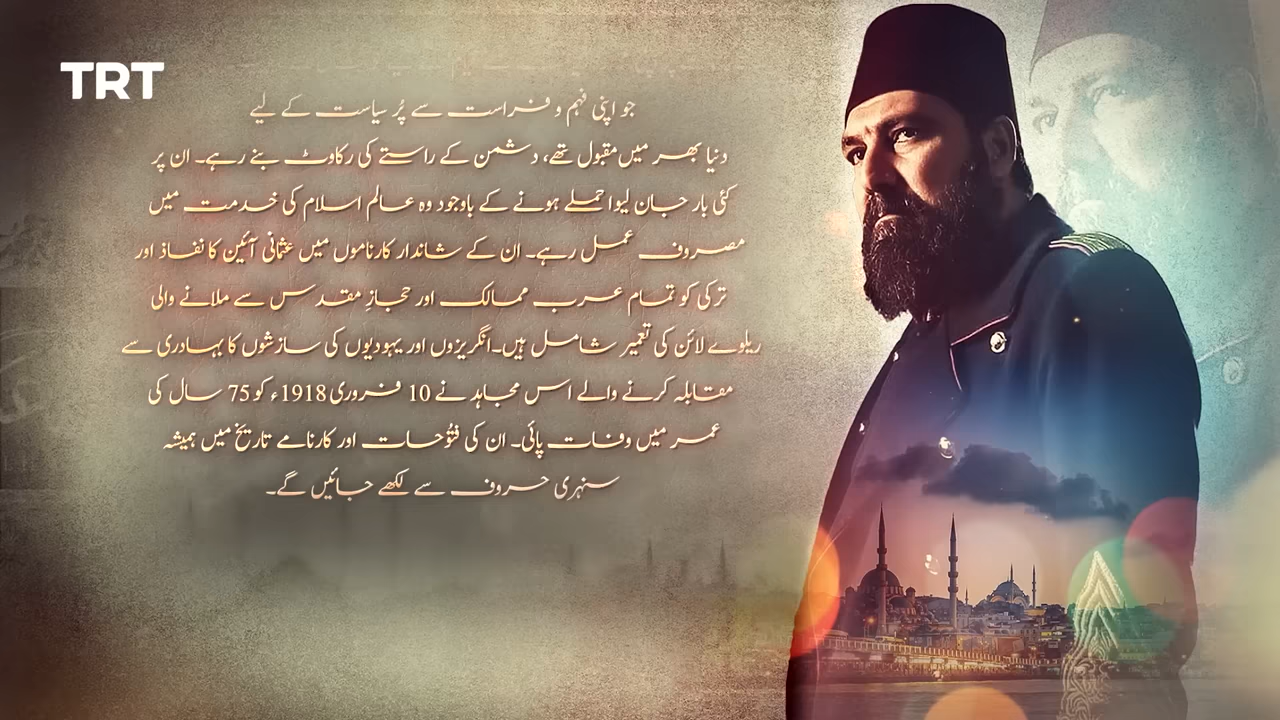 TRT
جو اپنی فہم و فراست سے پُر سیاست کے لیے
دنیا بھر میں مقبول تھے، دشمن کے راستے کی رکاوٹ بنے رہے۔ ان پر
کئی بار جان لیوا حملے ہونے کے باوجود وہ عالم اسلام کی خدمت میں
مصروف عمل رہے۔ ان کے شاندار کارناموں میں عثمانی آئین کا نفاذ اور
ترکی کو تمام عرب ممالک اور حجازِ مقدس سے ملانے والی
ریلوے لائن کی تعمیر شامل ہیں۔انگریزوں اور یہودیوں کی سازشوں کا بہادری سے
مقابلہ کرنے والے اس مجاہد نے 10 فروری 1918ء کو 75 سال کی
عمر میں وفات پائی۔ ان کی فتُوحات اور کارنامے تاریخ میں ہمیشہ
سنہری حروف سے لکھے جائیں گے۔